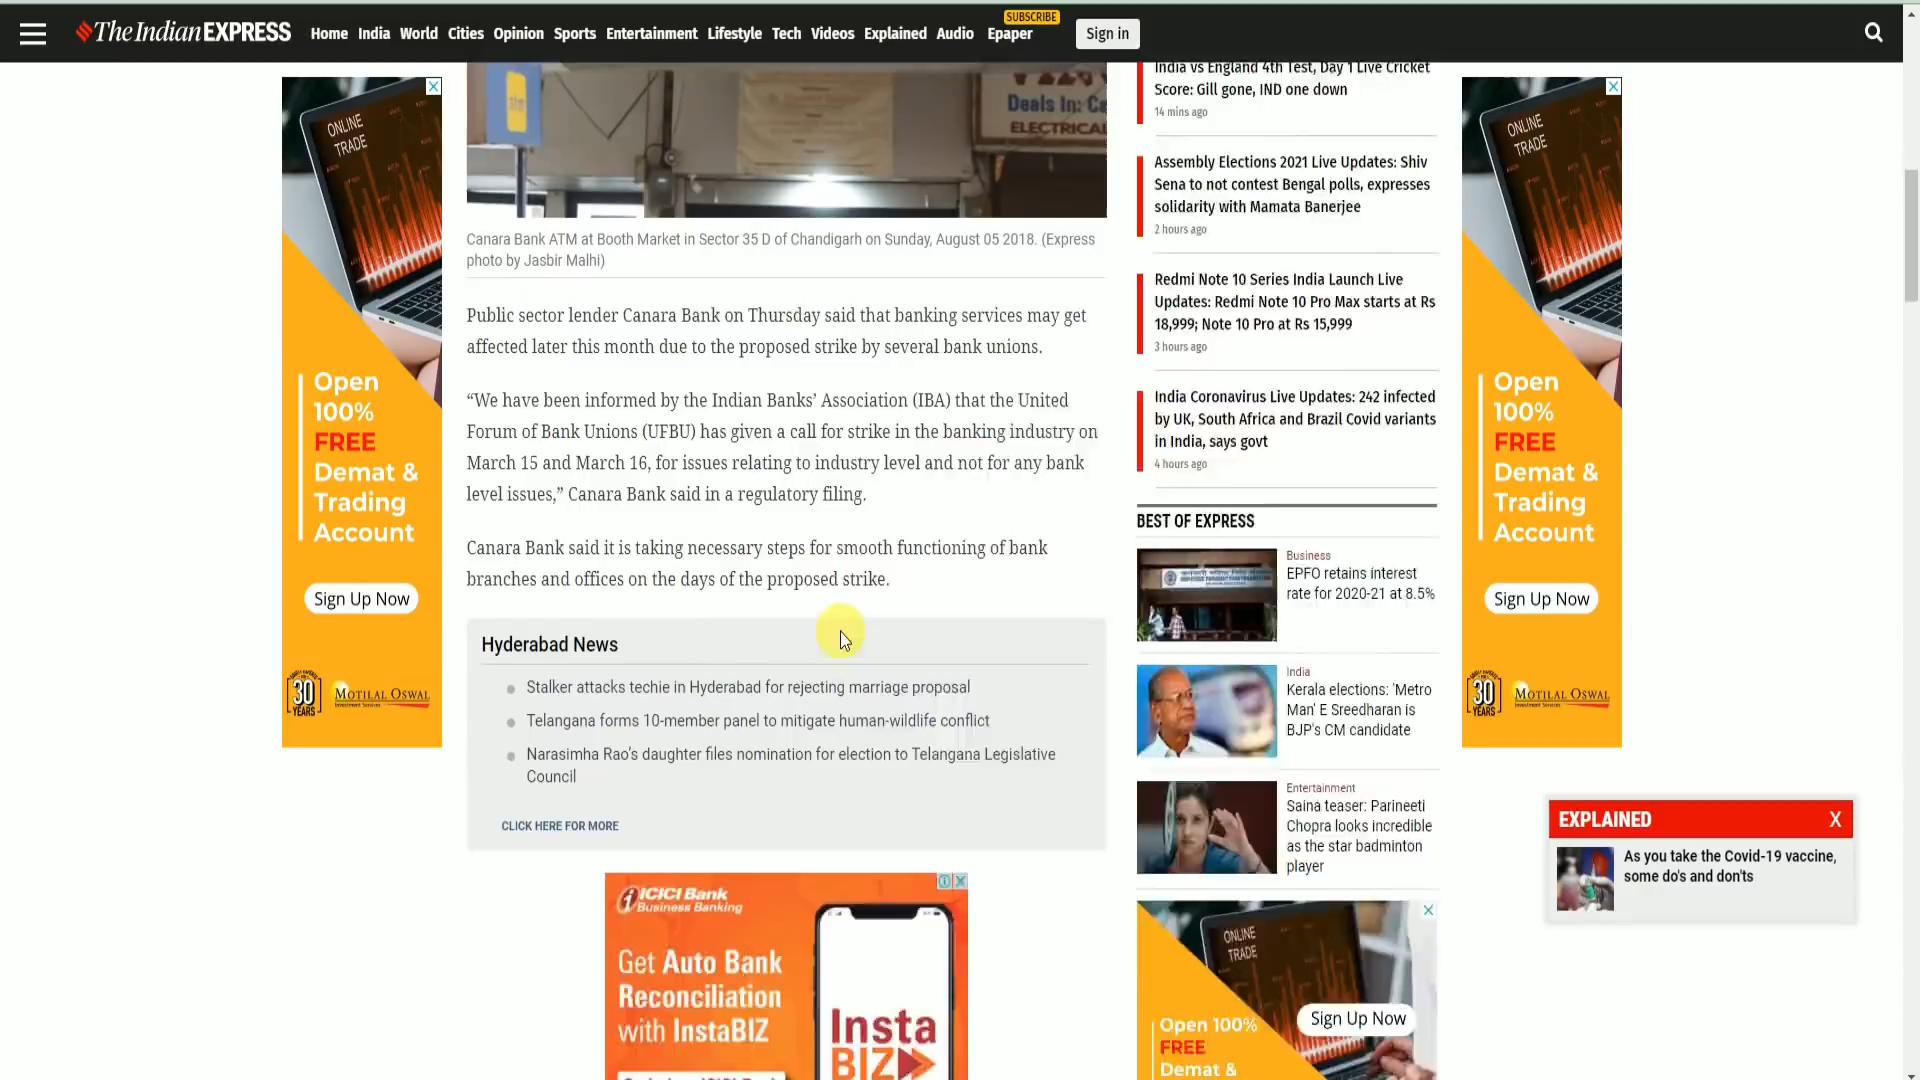 The Indian EXPRESS
Home India World Cities Opinion Sports Entertainment Lifestyle Tech Videos Explained Audio Epaper
SUBSCRIBE
Sign in
ONLINE
TRADE
Open
100%
FREE
Demat &
Trading
Account
Sign Up Now
30
YEARS
MOTILAL OSWAL
Deals In: Ca
ELECTRICAL
Canara Bank ATM at Booth Market in Sector 35 D of Chandigarh on Sunday, August 05 2018. (Express
photo by Jasbir Malhi)
Public sector lender Canara Bank on Thursday said that banking services may get
affected later this month due to the proposed strike by several bank unions.
“We have been informed by the Indian Banks’ Association (IBA) that the United
Forum of Bank Unions (UFBU) has given a call for strike in the banking industry on
March 15 and March 16, for issues relating to industry level and not for any bank
level issues,” Canara Bank said in a regulatory filing.
Canara Bank said it is taking necessary steps for smooth functioning of bank
branches and offices on the days of the proposed strike.
Hyderabad News
Stalker attacks techie in Hyderabad for rejecting marriage proposal
Telangana forms 10-member panel to mitigate human-wildlife conflict
Narasimha Rao's daughter files nomination for election to Telangana Legislative
Council
CLICK HERE FOR MORE
ICICI Bank
Business Banking
Get Auto Bank
Reconciliation
with InstaBIZ
Insta
BIZ
India vs England 4th Test, Day 1 Live Cricket
Score: Gill gone, IND one down
14 mins ago
Assembly Elections 2021 Live Updates: Shiv
Sena to not contest Bengal polls, expresses
solidarity with Mamata Banerjee
2 hours ago
Redmi Note 10 Series India Launch Live
Updates: Redmi Note 10 Pro Max starts at Rs
18,999; Note 10 Pro at Rs 15,999
3 hours ago
India Coronavirus Live Updates: 242 infected
by UK, South Africa and Brazil Covid variants
in India, says govt
4 hours ago
BEST OF EXPRESS
Business
EPFO retains interest
rate for 2020-21 at 8.5%
India
Kerala elections: 'Metro
Man' E Sreedharan is
BJP's CM candidate
Entertainment
Saina teaser: Parineeti
Chopra looks incredible
as the star badminton
player
ONLINE
TRADE
Open 100%
FREE
Demat &
Sign Up Now
ONLINE
TRADE
Open
100%
FREE
Demat &
Trading
Account
Sign Up Now
30
YEARS
MOTILAL OSWAL
EXPLAINED X
As you take the Covid-19 vaccine,
some do's and don'ts